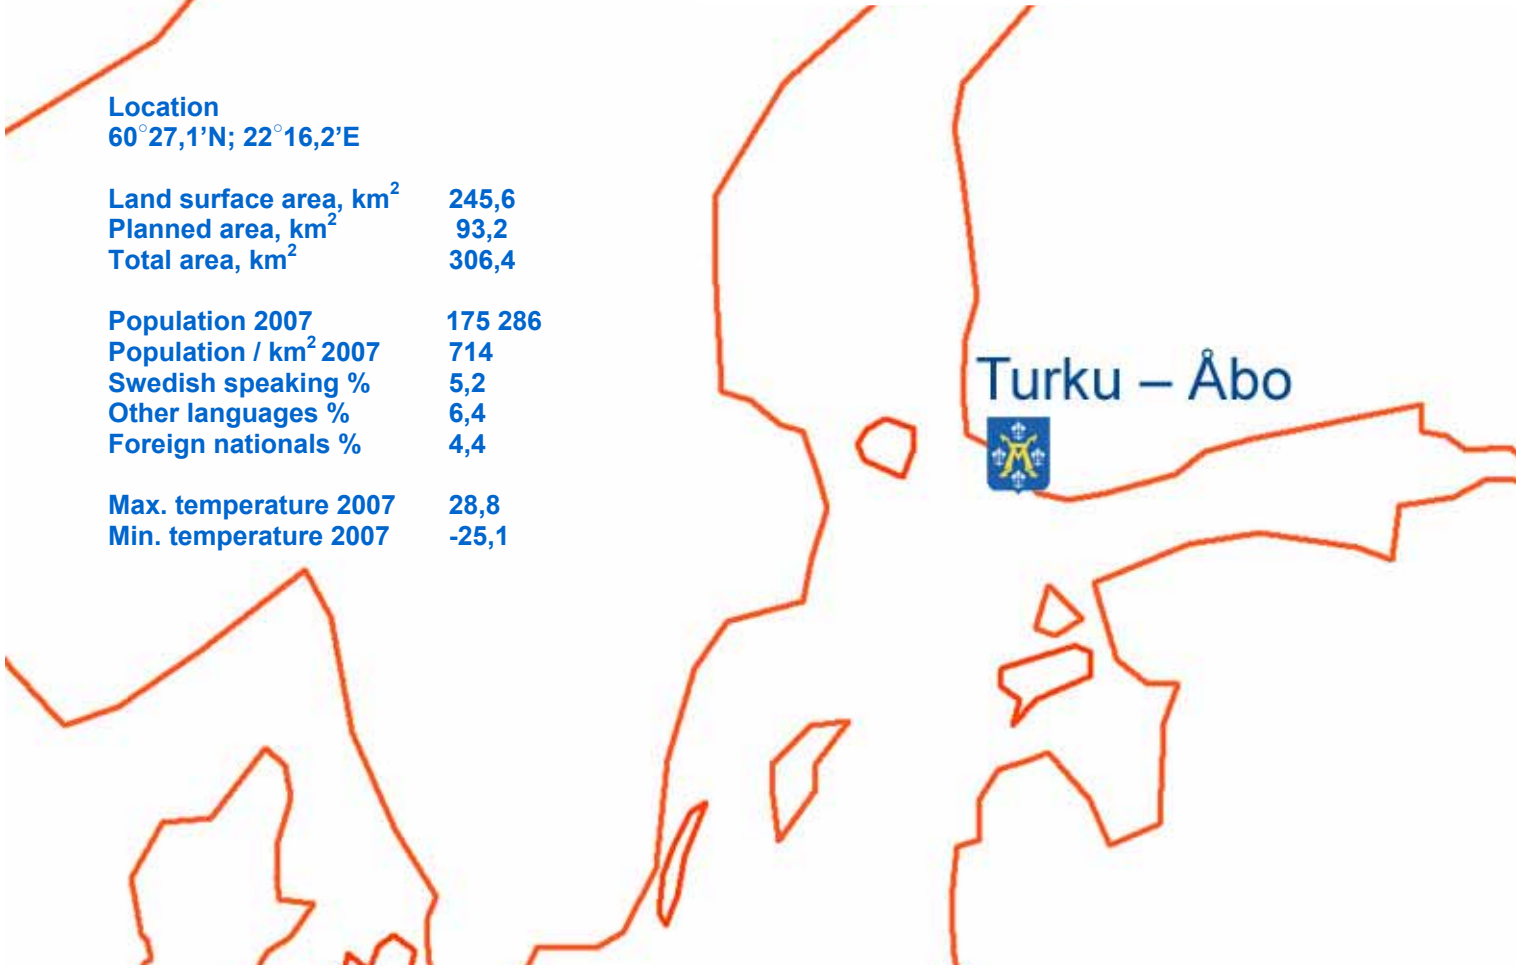 Location
60°27,1’N; 22°16,2’E
Land surface area, km² 245,6
Planned area, km² 93,2
Total area, km² 306,4
Population 2007 175 286
Population / km² 2007 714
Swedish speaking % 5,2
Other languages % 6,4
Foreign nationals % 4,4
Max. temperature 2007 28,8
Min. temperature 2007 -25,1
Turku – Åbo